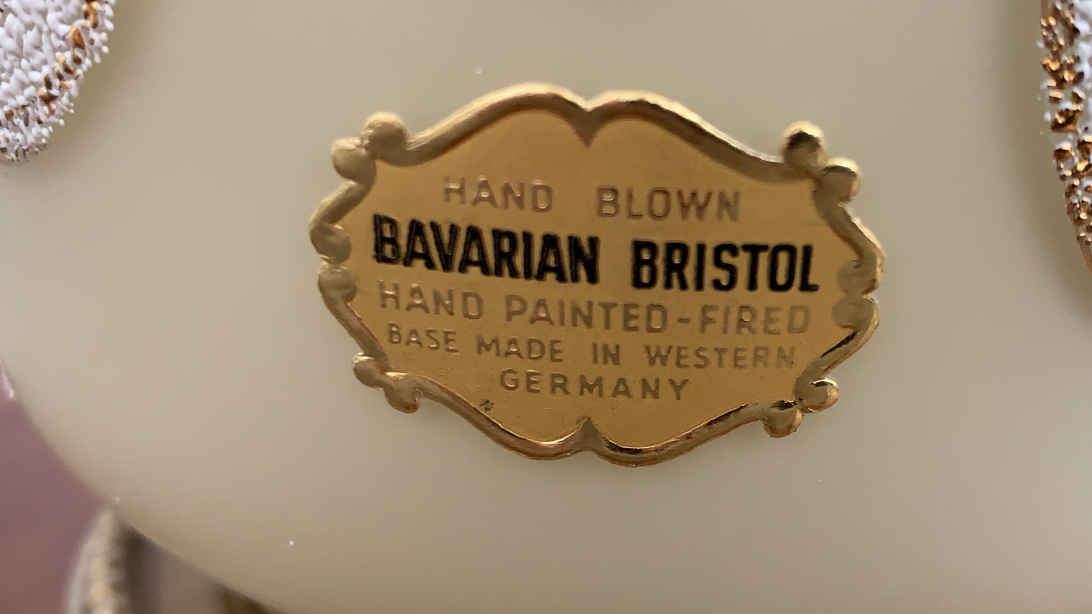 HAND BLOWN
BAVARIAN BRISTOL
HAND PAINTED-FIRED
BASE MADE IN WESTERN
GERMANY